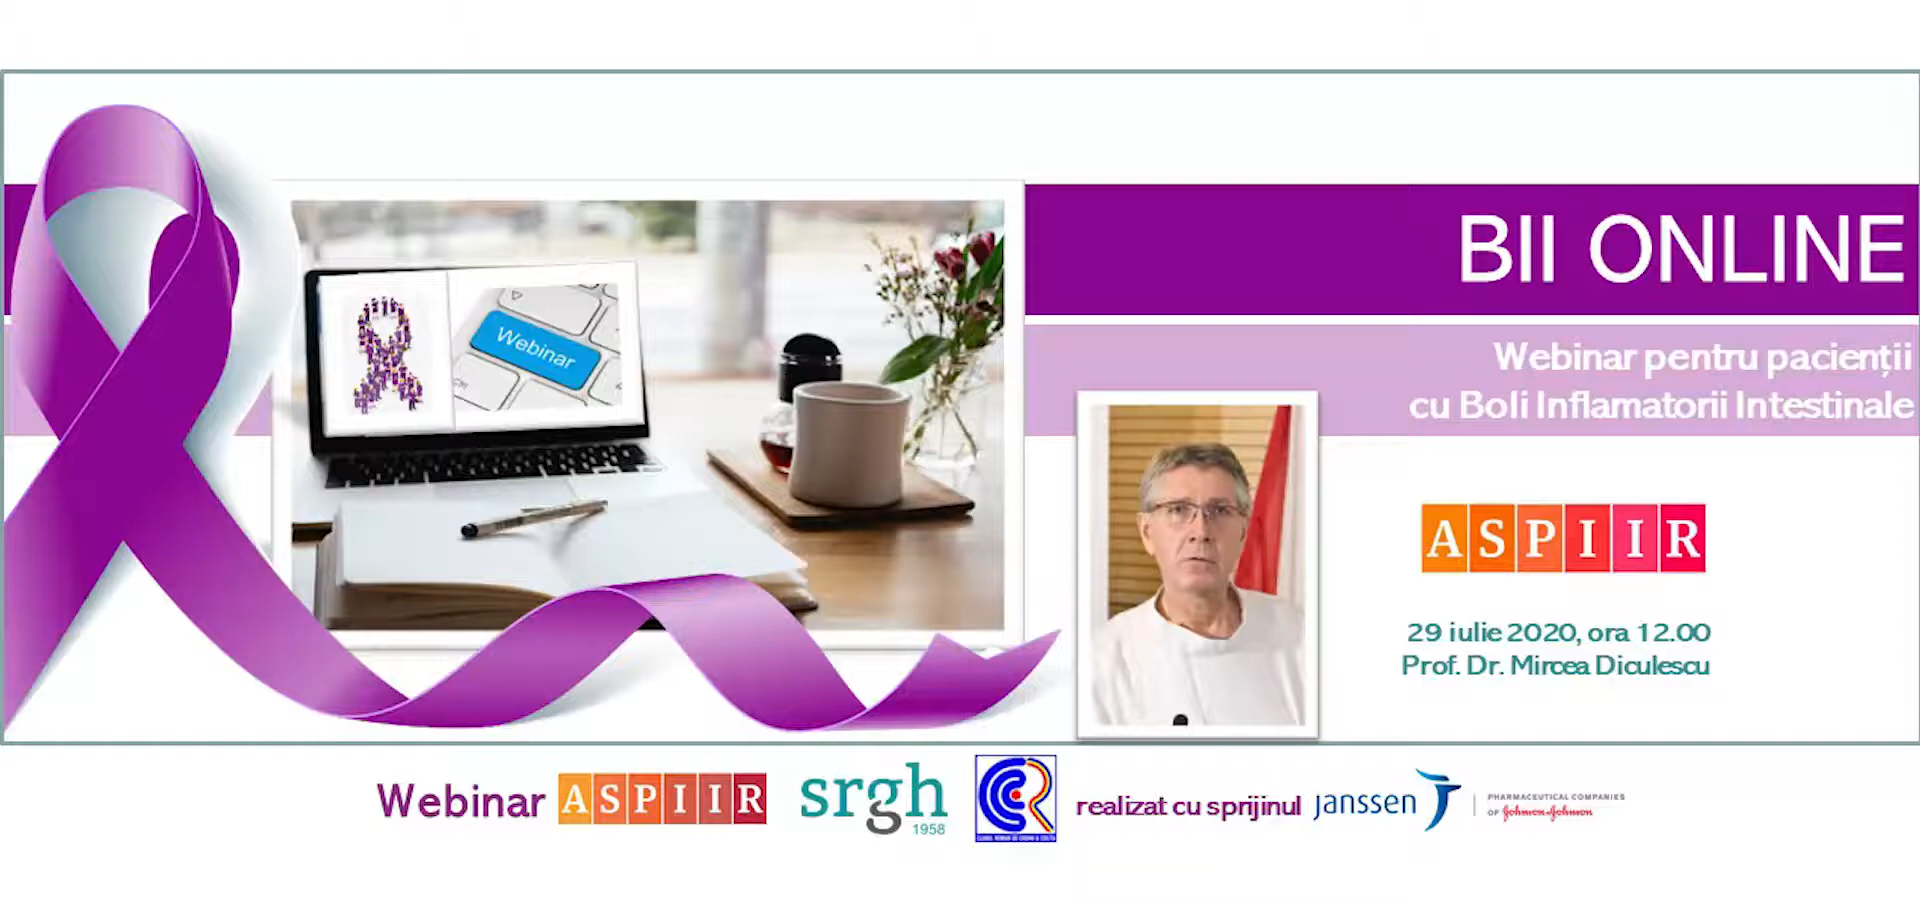 BII ONLINE
Webinar pentru pacienții
cu Boli Inflamatorii Intestinale
Webinar
ASPIIR
29 iulie 2020, ora 12.00
Prof. Dr. Mircea Diculescu
Webinar ASPIIR
srgh
1958
realizat cu sprijinul
janssen
PHARMACEUTICAL COMPANIES
OF Johnson & Johnson